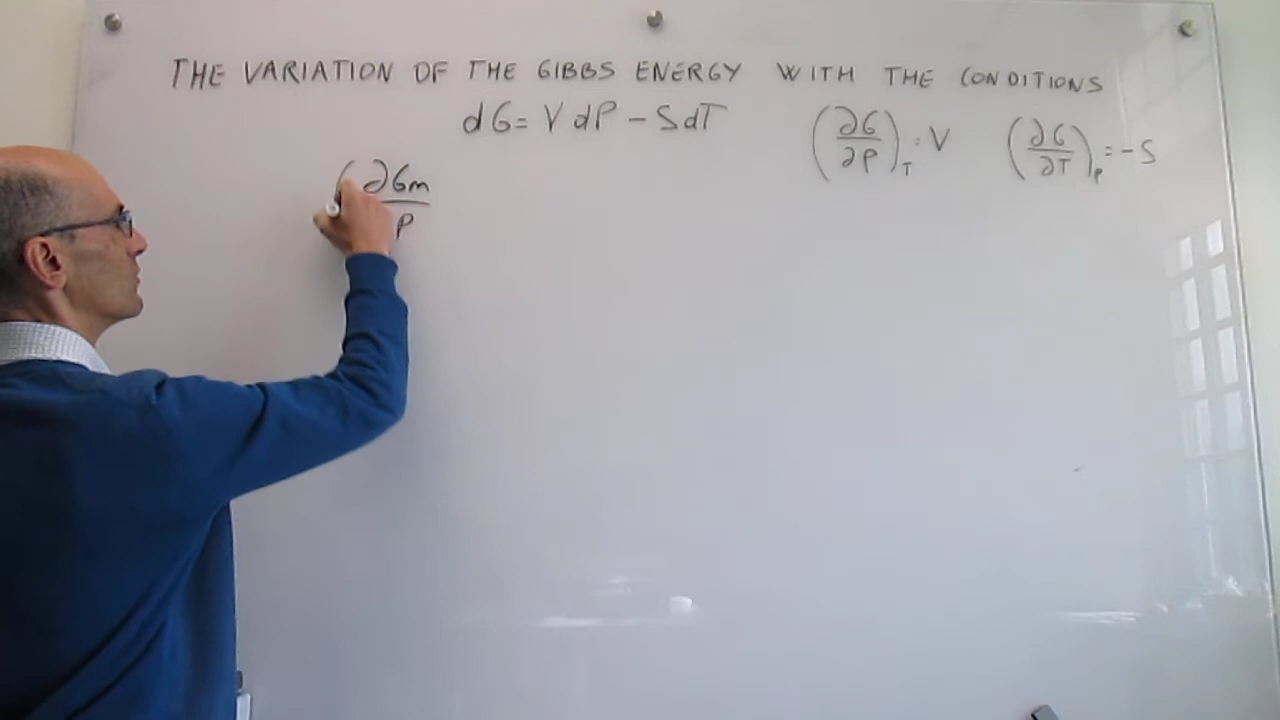 THE VARIATION OF THE GIBBS ENERGY WITH THE CONDITIONS
dG = V dP - S dT (∂G/∂P)_T = V (∂G/∂T)_P = -S
(∂Gm/ P